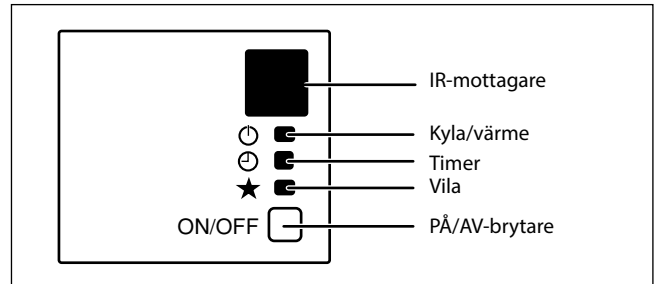 IR-mottagare
Kyla/värme
Timer
Vila
ON/OFF
PÅ/AV-brytare